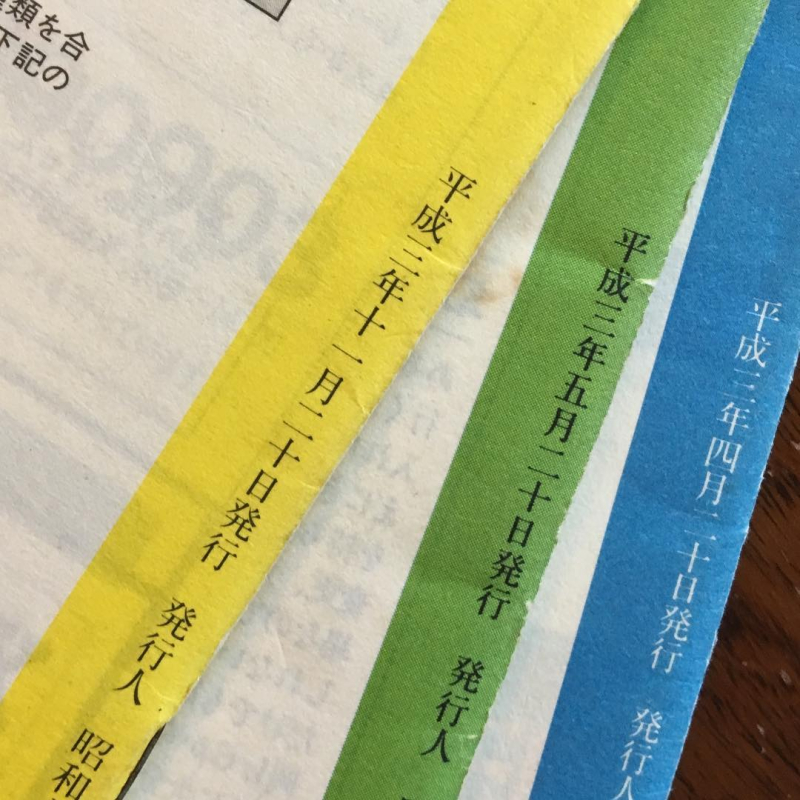 類を合
下記の
平成三年十一月二十日発行 発行人 昭和
平成三年五月二十日発行 発行人
平成三年四月二十日発行 発行人